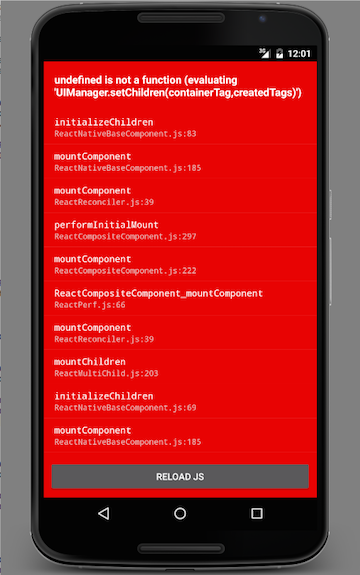 3G 12:01
undefined is not a function (evaluating
'UIManager.setChildren(containerTag,createdTags)')
initializeChildren
ReactNativeBaseComponent.js:83
mountComponent
ReactNativeBaseComponent.js:185
mountComponent
ReactReconciler.js:39
performInitialMount
ReactCompositeComponent.js:297
mountComponent
ReactCompositeComponent.js:222
ReactCompositeComponent_mountComponent
ReactPerf.js:66
mountComponent
ReactReconciler.js:39
mountChildren
ReactMultiChild.js:203
initializeChildren
ReactNativeBaseComponent.js:69
mountComponent
ReactNativeBaseComponent.js:185
RELOAD JS